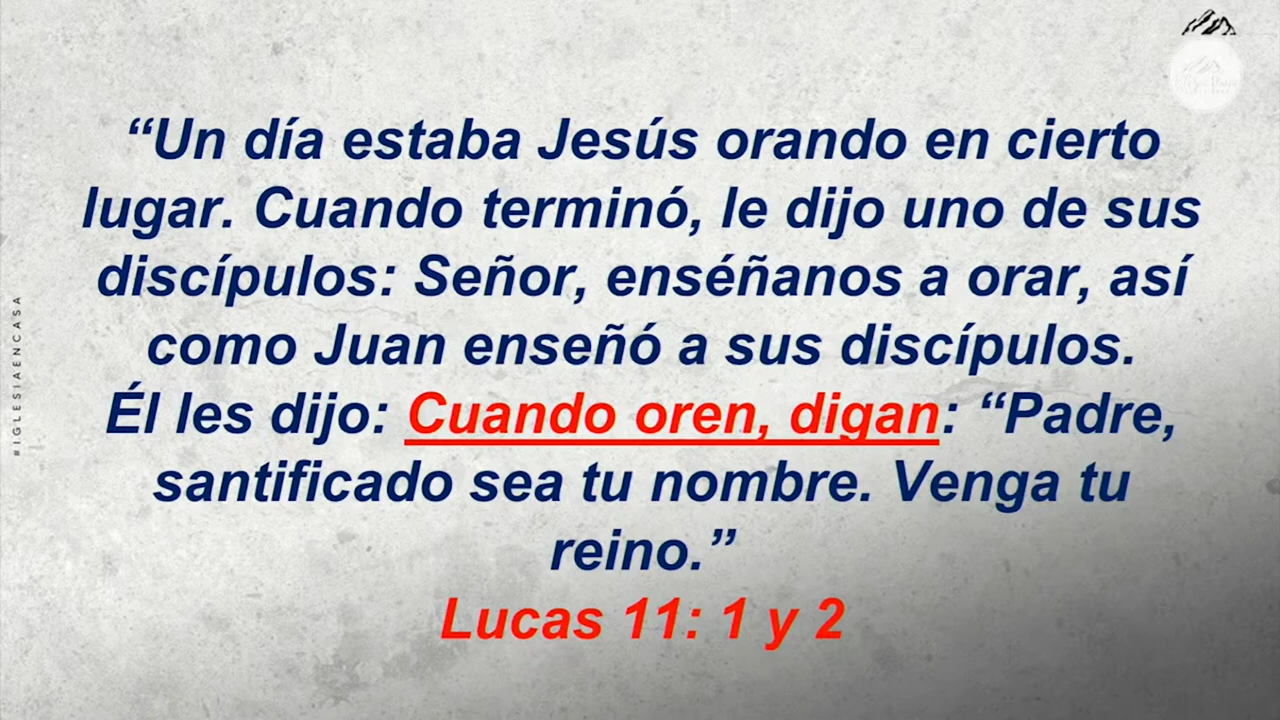 “Un día estaba Jesús orando en cierto
lugar. Cuando terminó, le dijo uno de sus
discípulos: Señor, enséñanos a orar, así
como Juan enseñó a sus discípulos.
Él les dijo: Cuando oren, digan: “Padre,
santificado sea tu nombre. Venga tu
reino.”
Lucas 11: 1 y 2
#IGLESIAENCASA